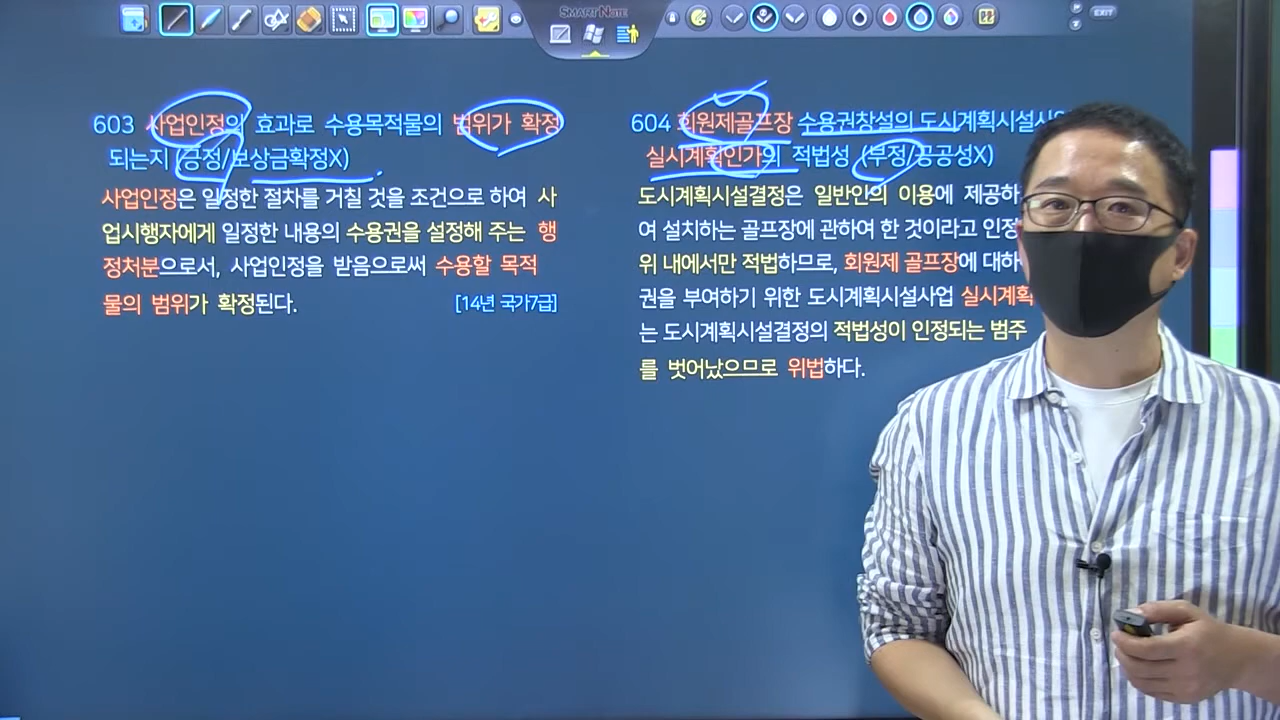 SMARTNOTE
EXIT
603 사업인정의 효과로 수용목적물의 범위가 확정
되는지 (긍정/보상금확정X)
사업인정은 일정한 절차를 거칠 것을 조건으로 하여 사
업시행자에게 일정한 내용의 수용권을 설정해 주는 행
정처분으로서, 사업인정을 받음으로써 수용할 목적
물의 범위가 확정된다. [14년 국가7급]
604 회원제골프장 수용권창설의 도시계획시설사
실시계획인가의 적법성 (부정/공공성X)
도시계획시설결정은 일반인의 이용에 제공하
여 설치하는 골프장에 관하여 한 것이라고 인정
위 내에서만 적법하므로, 회원제 골프장에 대하
권을 부여하기 위한 도시계획시설사업 실시계획
는 도시계획시설결정의 적법성이 인정되는 범주
를 벗어났으므로 위법하다.